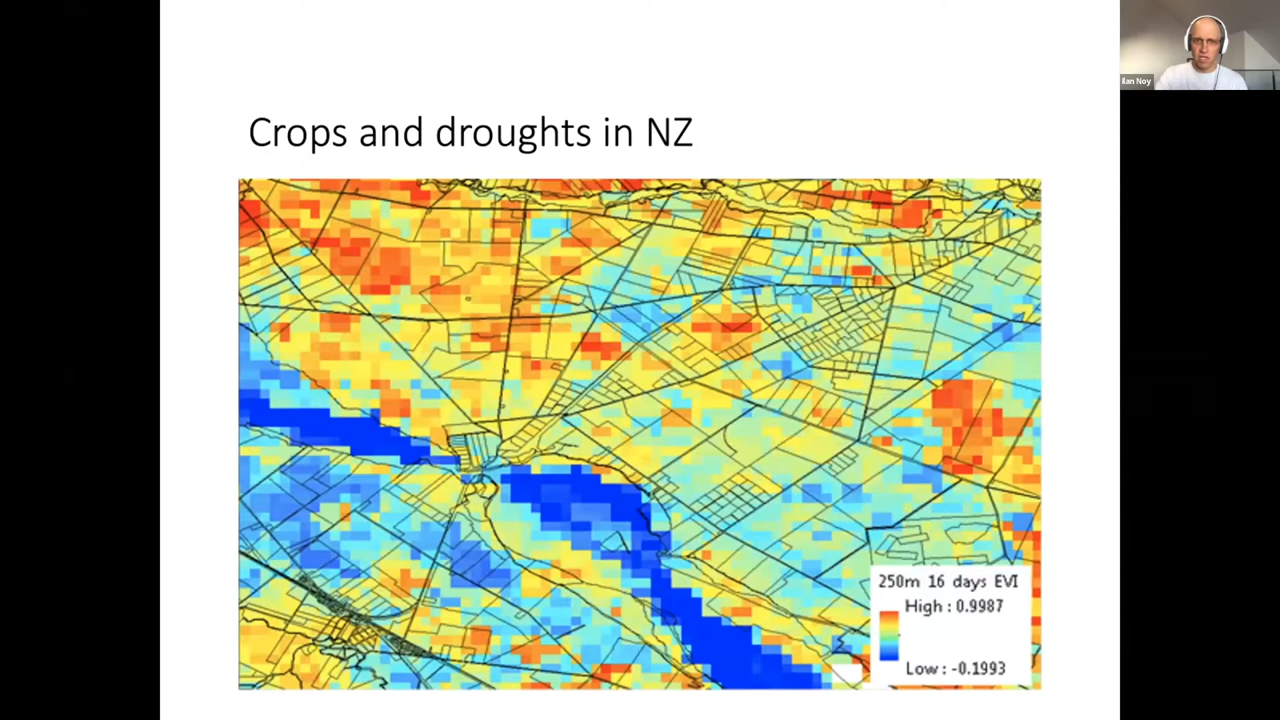 Ilan Noy
Crops and droughts in NZ
250m 16 days EVI
High : 0.9987
Low : -0.1993